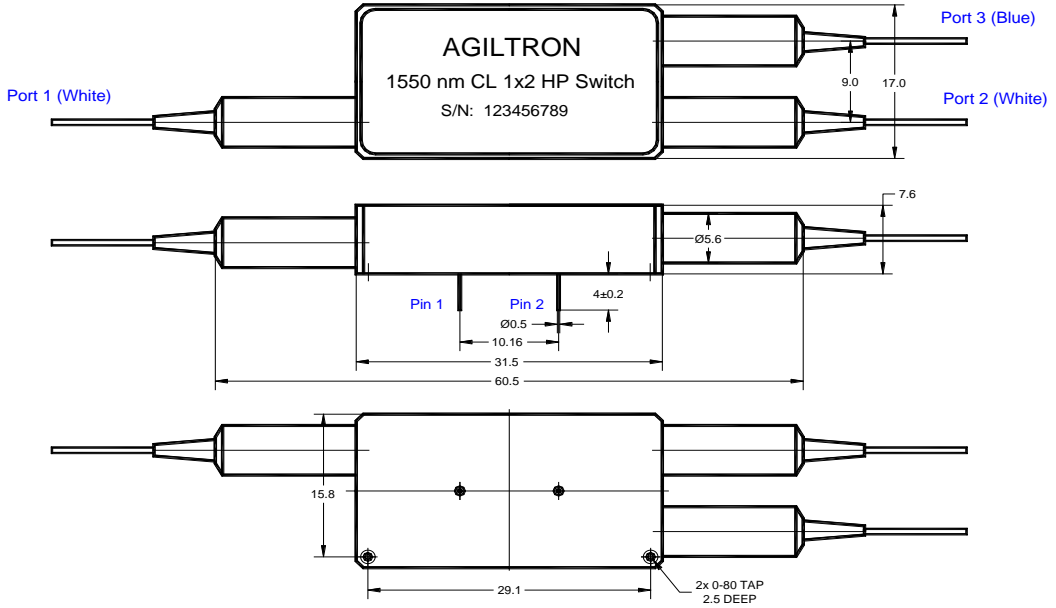 Port 3 (Blue)
AGILTRON
1550 nm CL 1x2 HP Switch
S/N: 123456789
9.0
17.0
Port 1 (White)
Port 2 (White)
7.6
Ø5.6
Pin 1
Pin 2
4±0.2
Ø0.5
10.16
31.5
60.5
15.8
29.1
2x 0-80 TAP
2.5 DEEP